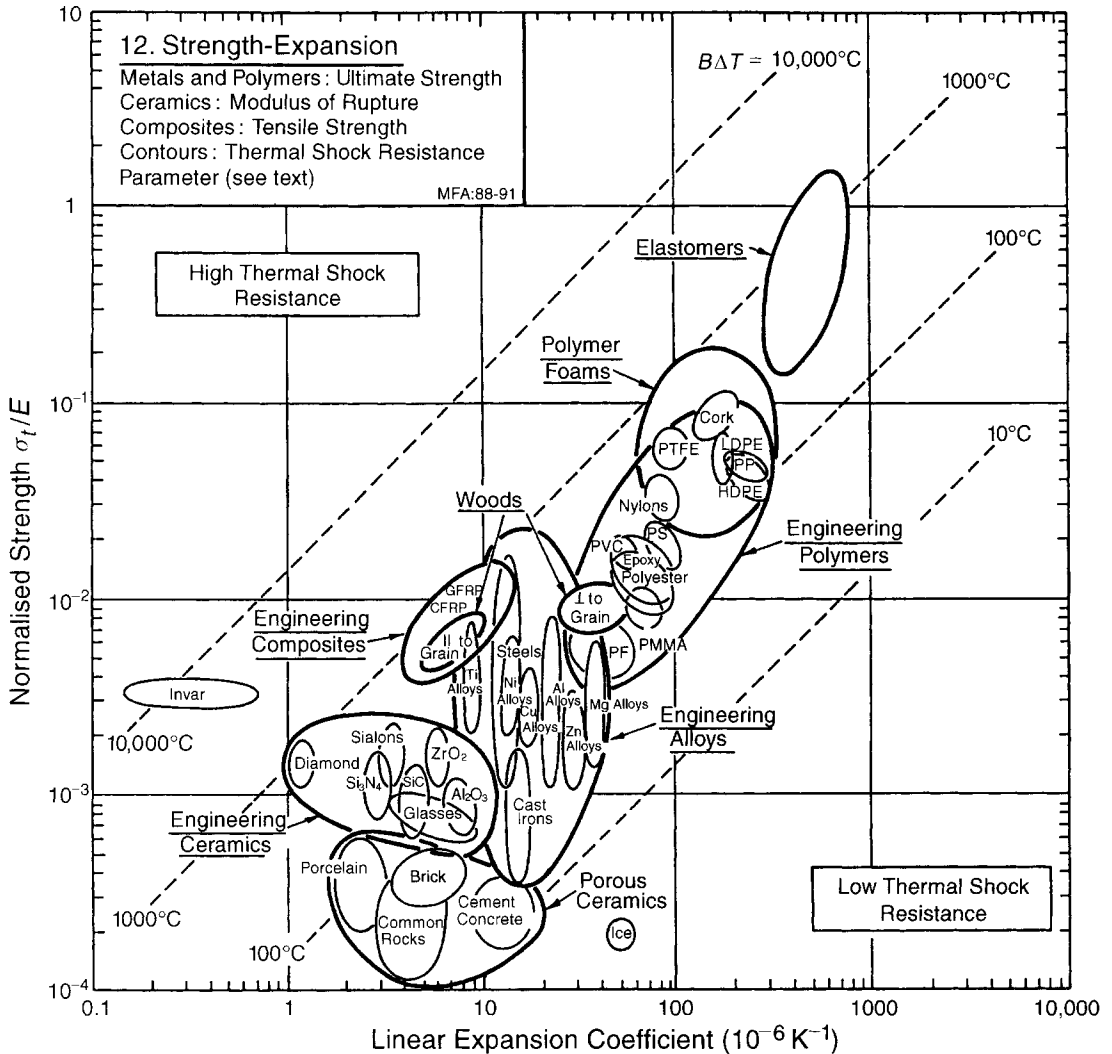 12. Strength-Expansion
Metals and Polymers : Ultimate Strength
Ceramics : Modulus of Rupture
Composites : Tensile Strength
Contours : Thermal Shock Resistance
Parameter (see text)
MFA:88-91
BΔT = 10,000°C
1000°C
100°C
10°C
High Thermal Shock
Resistance
Elastomers
Polymer
Foams
Cork
PTFE
LDPE
PP
HDPE
Nylons
Woods
PS
PVC
Epoxy
Polyester
Engineering
Polymers
GFRP
CFRP
⊥ to
Grain
Engineering
Composites
|| to
Grain
Steels
PF
PMMA
Ti
Alloys
Ni
Alloys
Cu
Alloys
Al
Alloys
Zn
Alloys
Mg Alloys
Engineering
Alloys
Invar
10,000°C
Sialons
ZrO2
Diamond
Si3N4
SiC
Al2O3
Glasses
Cast
Irons
Engineering
Ceramics
Porcelain
Brick
Porous
Ceramics
Cement
Concrete
Common
Rocks
Ice
Low Thermal Shock
Resistance
1000°C
100°C
10
1
10−1
10−2
10−3
10−4
Normalised Strength σt/E
0.1
1
10
100
1000
10,000
Linear Expansion Coefficient (10−6 K−1)